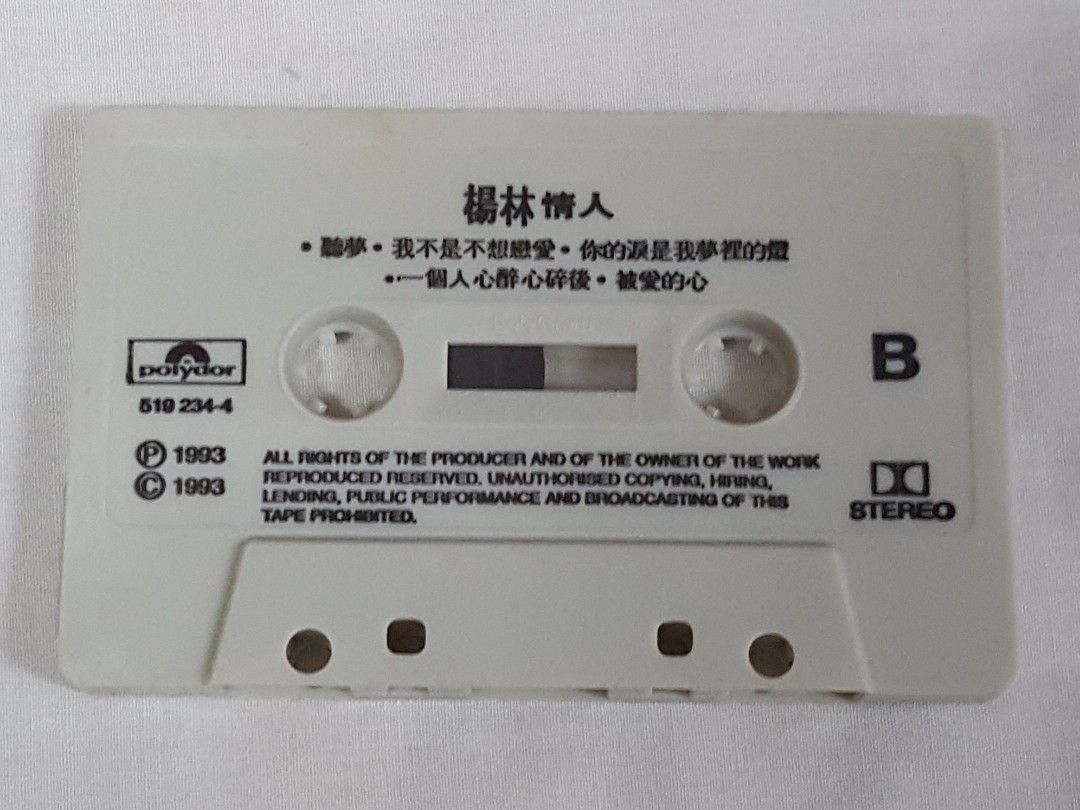 楊林 情人
• 聽夢 • 我不是不想戀愛 • 你的淚是我夢裡的燈
• 一個人心醉心碎後 • 被愛的心
polydor
519 234-4
B
Ⓟ 1993
© 1993
ALL RIGHTS OF THE PRODUCER AND OF THE OWNER OF THE WORK
REPRODUCED RESERVED. UNAUTHORISED COPYING, HIRING,
LENDING, PUBLIC PERFORMANCE AND BROADCASTING OF THIS
TAPE PROHIBITED.
STEREO